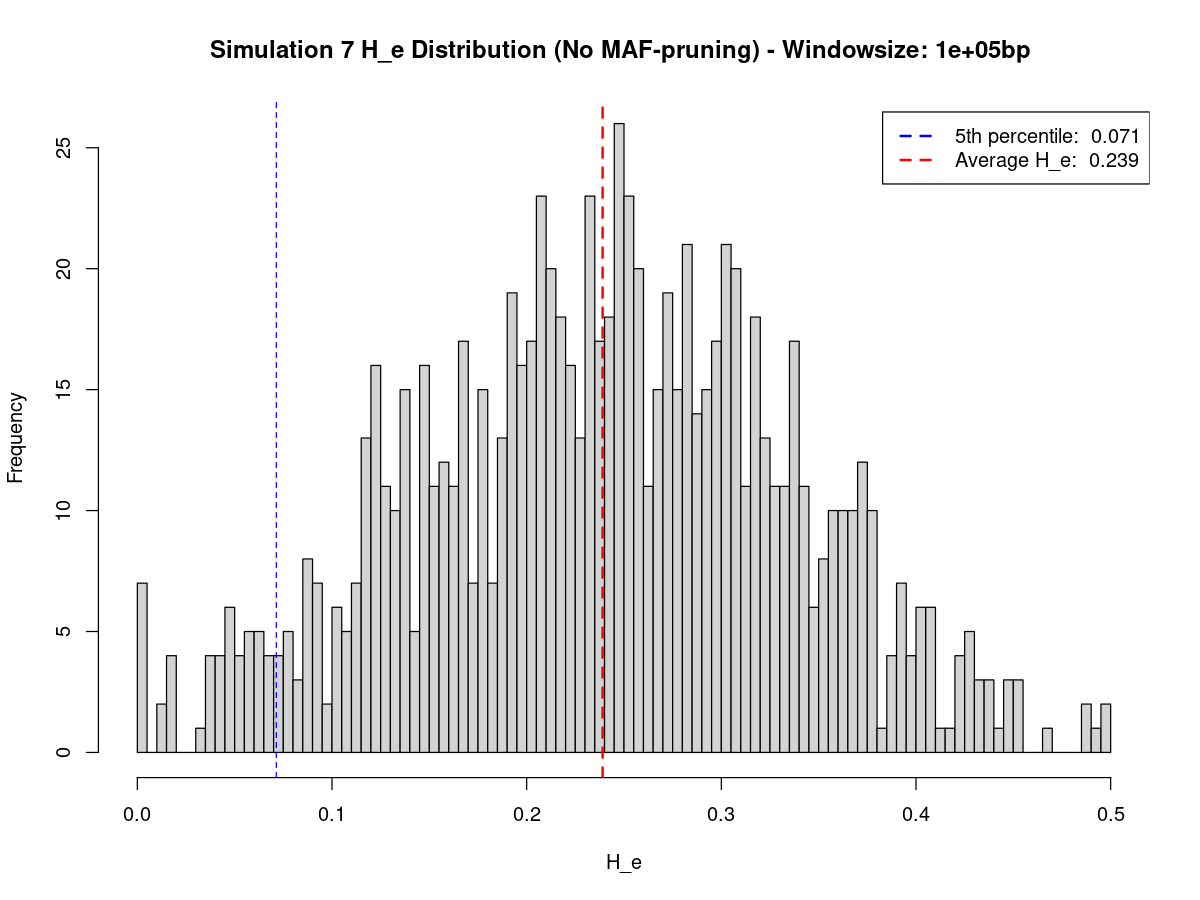 Simulation 7 H_e Distribution (No MAF-pruning) - Windowsize: 1e+05bp
5th percentile: 0.071
Average H_e: 0.239
Frequency
25
20
15
10
5
0
0.0 0.1 0.2 0.3 0.4 0.5
H_e